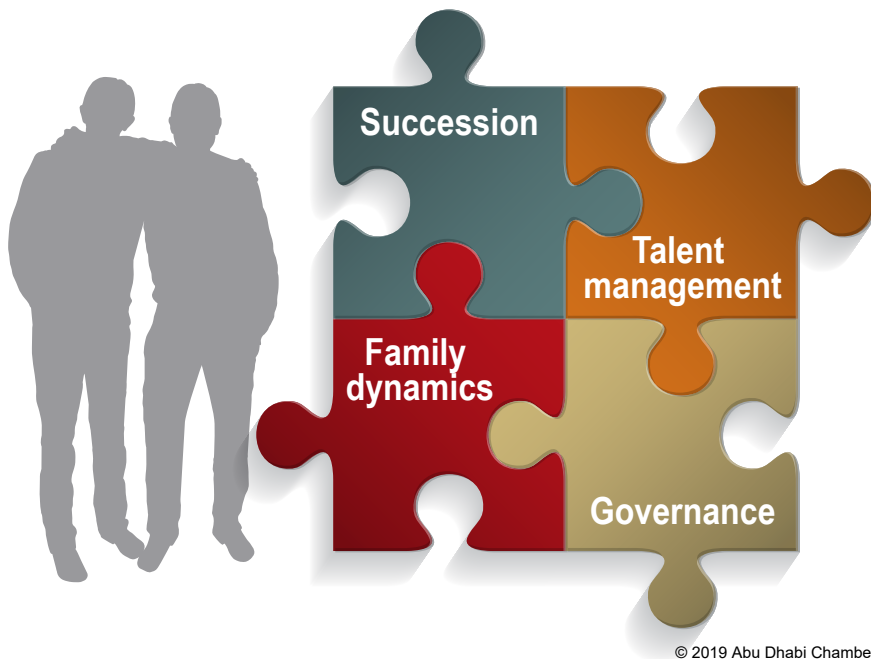 Succession
Talent
management
Family
dynamics
Governance
© 2019 Abu Dhabi Chambe